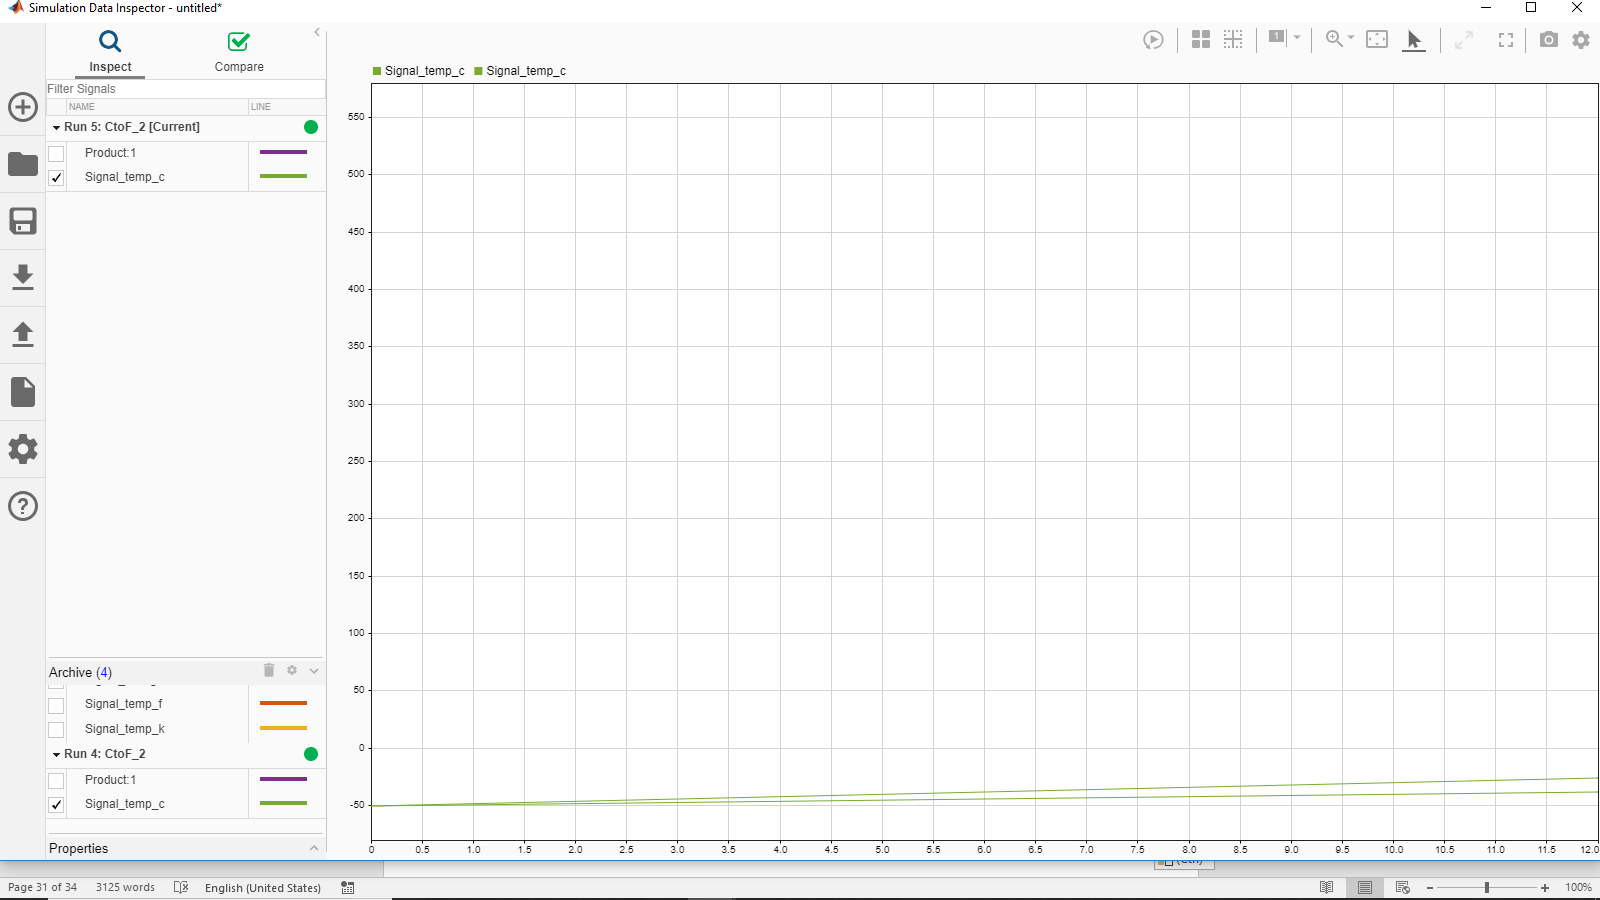 Simulation Data Inspector - untitled*
Inspect
Compare
Filter Signals
NAME
LINE
Run 5: CtoF_2 [Current]
Product:1
Signal_temp_c
Archive (4)
Signal_temp_f
Signal_temp_k
Run 4: CtoF_2
Product:1
Signal_temp_c
Properties
1
Signal_temp_c Signal_temp_c
550
500
450
400
350
300
250
200
150
100
50
0
-50
0 0.5 1.0 1.5 2.0 2.5 3.0 3.5 4.0 4.5 5.0 5.5 6.0 6.5 7.0 7.5 8.0 8.5 9.0 9.5 10.0 10.5 11.0 11.5 12.0
Page 31 of 34 3125 words English (United States) 100%